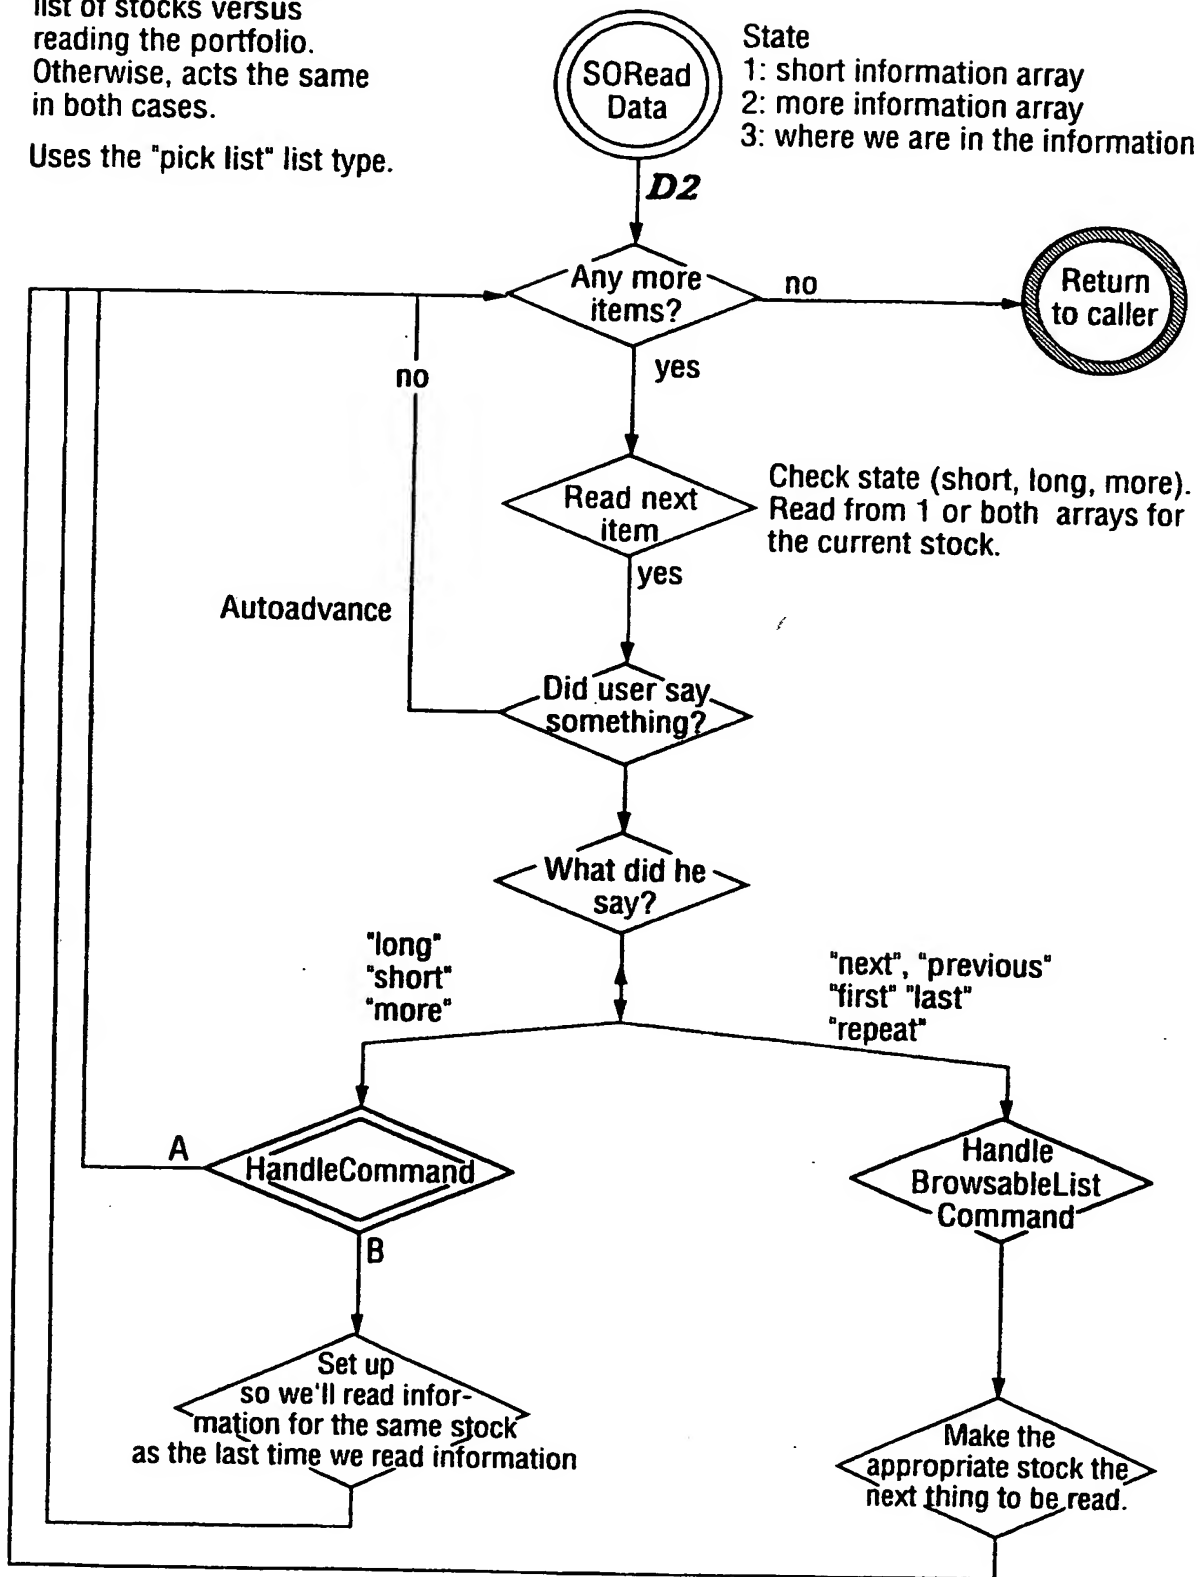 list of stocks versus
reading the portfolio.
Otherwise, acts the same
in both cases.
Uses the "pick list" list type.
SORead
Data
State
1: short information array
2: more information array
3: where we are in the information
D2
Any more
items?
no
Return
to caller
yes
no
Read next
item
Check state (short, long, more).
Read from 1 or both arrays for
the current stock.
yes
Autoadvance
Did user say
something?
What did he
say?
"long"
"short"
"more"
"next", "previous"
"first" "last"
"repeat"
A
HandleCommand
B
Handle
BrowsableList
Command
Set up
so we'll read infor-
mation for the same stock
as the last time we read information
Make the
appropriate stock the
next thing to be read.